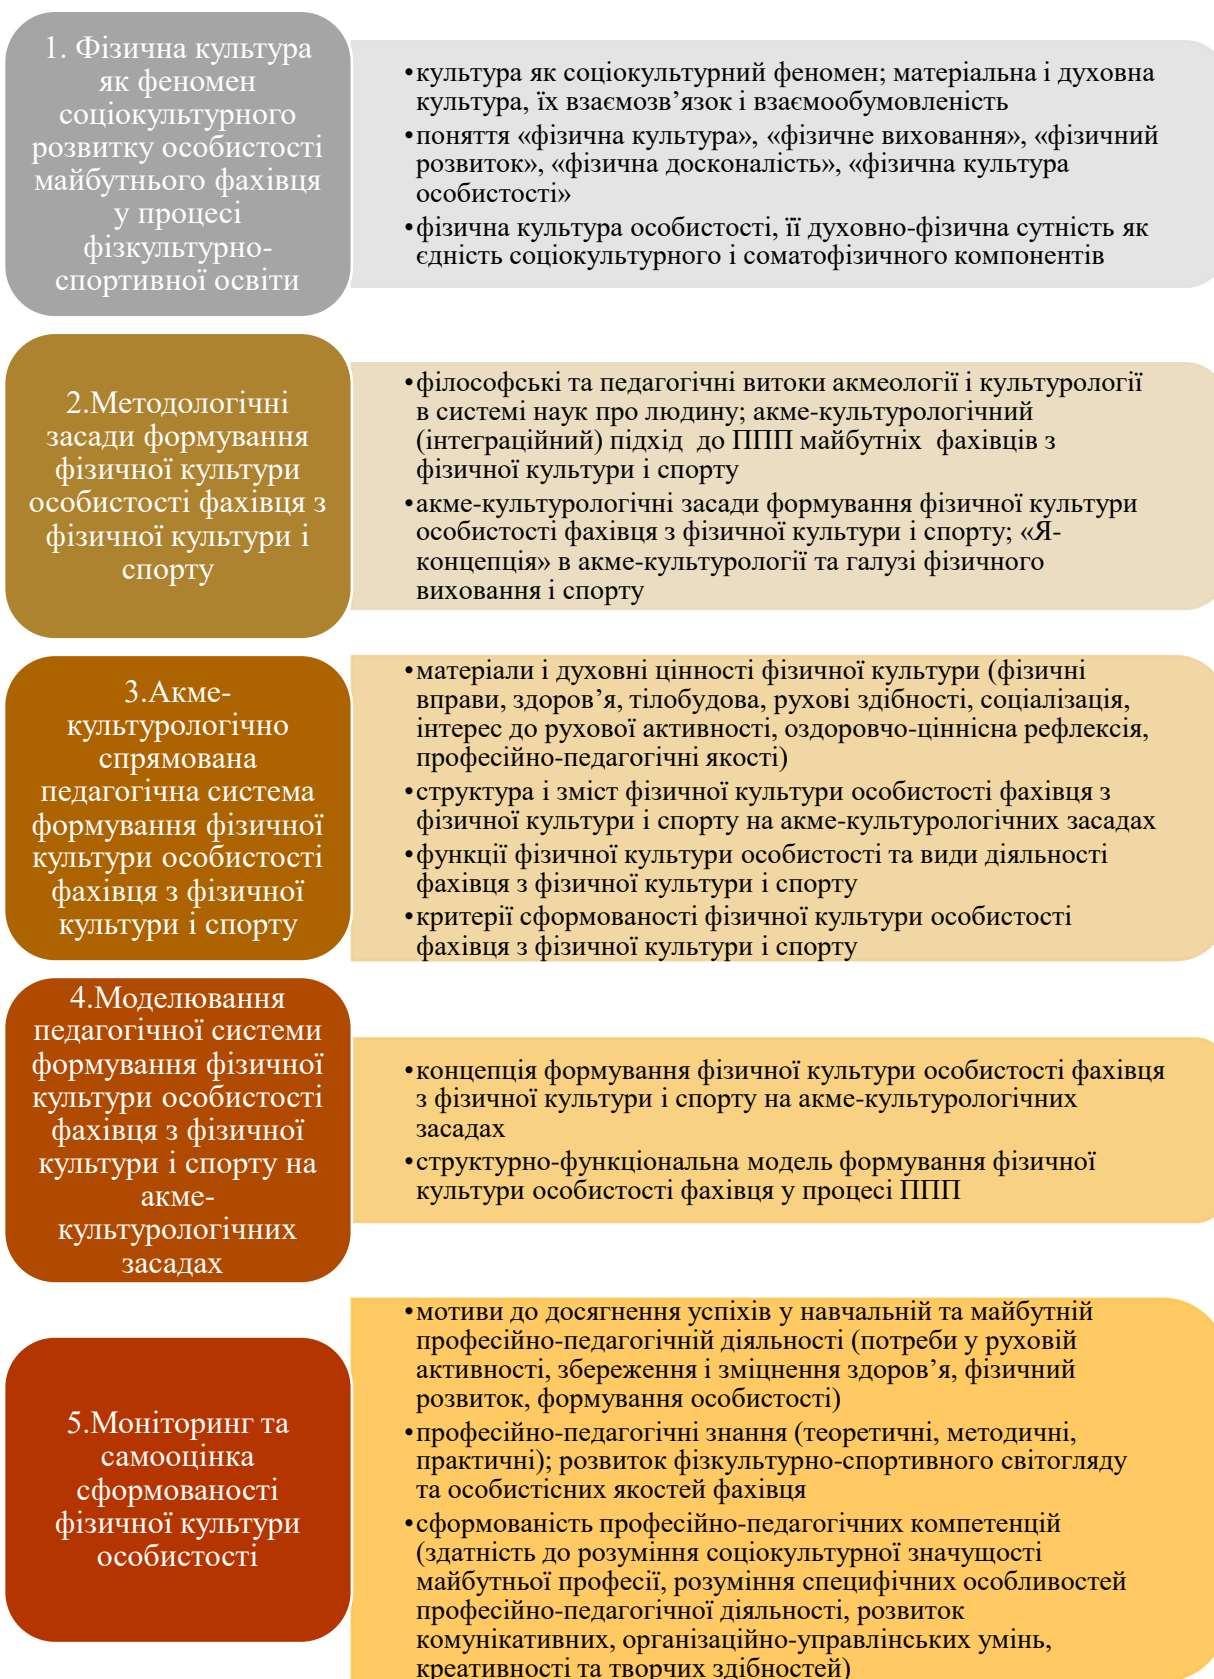 1. Фізична культура
як феномен
соціокультурного
розвитку особистості
майбутнього фахівця
у процесі
фізкультурно-
спортивної освіти
•культура як соціокультурний феномен; матеріальна і духовна
культура, їх взаємозв’язок і взаємообумовленість
•поняття «фізична культура», «фізичне виховання», «фізичний
розвиток», «фізична досконалість», «фізична культура
особистості»
•фізична культура особистості, її духовно-фізична сутність як
єдність соціокультурного і соматофізичного компонентів
2.Методологічні
засади формування
фізичної культури
особистості фахівця з
фізичної культури і
спорту
•філософські та педагогічні витоки акмеології і культурології
в системі наук про людину; акме-культурологічний
(інтеграційний) підхід до ППП майбутніх фахівців з
фізичної культури і спорту
•акме-культурологічні засади формування фізичної культури
особистості фахівця з фізичної культури і спорту; «Я-
концепція» в акме-культурології та галузі фізичного
виховання і спорту
3.Акме-
культурологічно
спрямована
педагогічна система
формування фізичної
культури особистості
фахівця з фізичної
культури і спорту
•матеріали і духовні цінності фізичної культури (фізичні
вправи, здоров’я, тілобудова, рухові здібності, соціалізація,
інтерес до рухової активності, оздоровчо-ціннісна рефлексія,
професійно-педагогічні якості)
•структура і зміст фізичної культури особистості фахівця з
фізичної культури і спорту на акме-культурологічних засадах
•функції фізичної культури особистості та види діяльності
фахівця з фізичної культури і спорту
•критерії сформованості фізичної культури особистості
фахівця з фізичної культури і спорту
4.Моделювання
педагогічної системи
формування фізичної
культури особистості
фахівця з фізичної
культури і спорту на
акме-
культурологічних
засадах
•концепція формування фізичної культури особистості фахівця
з фізичної культури і спорту на акме-культурологічних
засадах
•структурно-функціональна модель формування фізичної
культури особистості фахівця у процесі ППП
5.Моніторинг та
самооцінка
сформованості
фізичної культури
особистості
•мотиви до досягнення успіхів у навчальній та майбутній
професійно-педагогічній діяльності (потреби у руховій
активності, збереження і зміцнення здоров’я, фізичний
розвиток, формування особистості)
•професійно-педагогічні знання (теоретичні, методичні,
практичні); розвиток фізкультурно-спортивного світогляду
та особистісних якостей фахівця
•сформованість професійно-педагогічних компетенцій
(здатність до розуміння соціокультурної значущості
майбутньої професії, розуміння специфічних особливостей
професійно-педагогічної діяльності, розвиток
комунікативних, організаційно-управлінських умінь,
креативності та творчих здібностей)